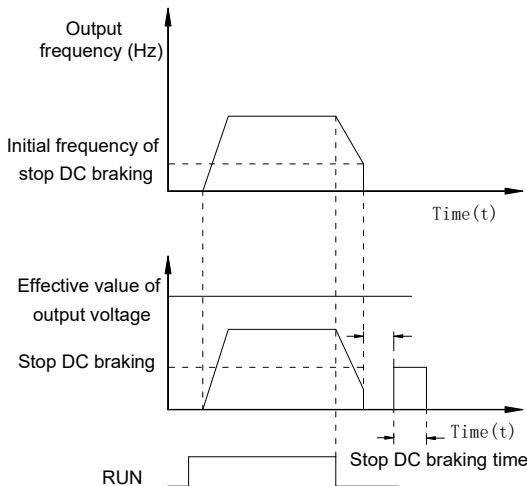 Output
frequency (Hz)
Initial frequency of
stop DC braking
Time(t)
Effective value of
output voltage
Stop DC braking
Time(t)
Stop DC braking time
RUN